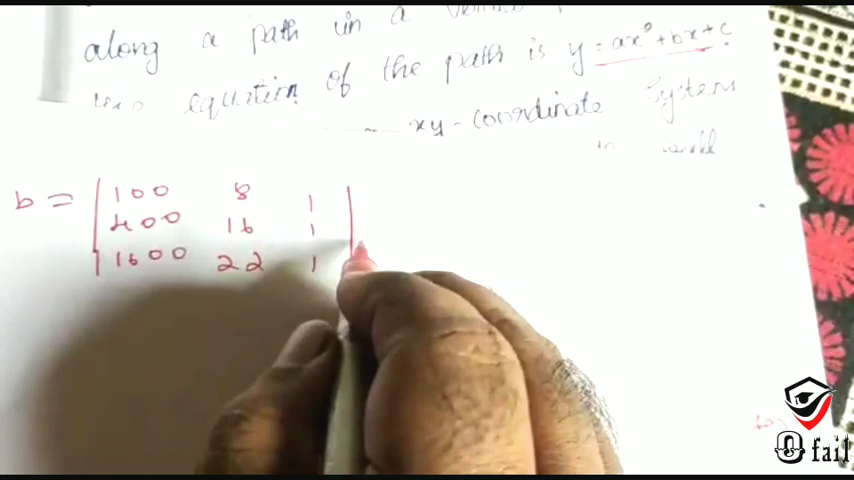 along a path in a
equation of the path is y = ax² + bx + c
xy - coordinate System
b = | 100 8 1 |
400 16 1
1600 22 1
0 fail